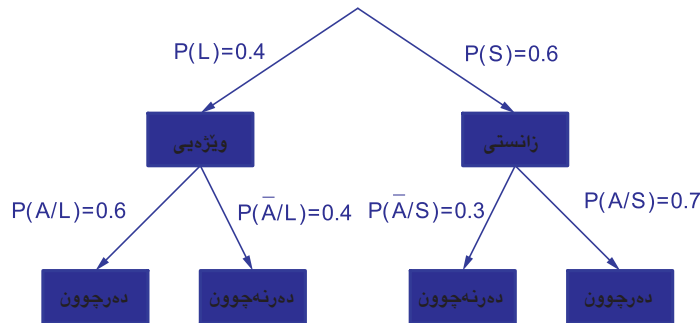 P(L)=0.4 P(S)=0.6
وێژەیی زانستی
P(A/L)=0.6 P(Ā/L)=0.4 P(Ā/S)=0.3 P(A/S)=0.7
دەرچوون دەرنەچوون دەرنەچوون دەرچوون